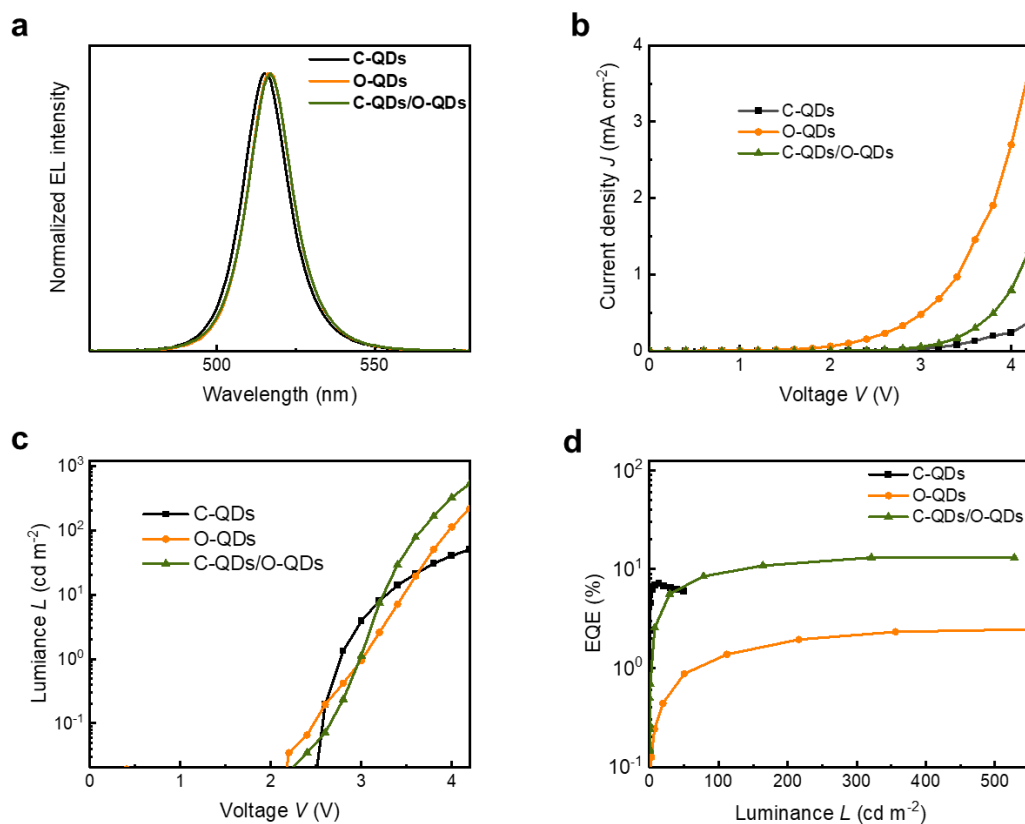 a
C-QDs
O-QDs
C-QDs/O-QDs
Normalized EL intensity
500
550
Wavelength (nm)
b
4
3
2
1
0
C-QDs
O-QDs
C-QDs/O-QDs
Current density J (mA cm⁻²)
0
1
2
3
4
Voltage V (V)
c
10³
10²
10¹
10⁰
10⁻¹
C-QDs
O-QDs
C-QDs/O-QDs
Lumiance L (cd m⁻²)
0
1
2
3
4
Voltage V (V)
d
10²
10¹
10⁰
10⁻¹
C-QDs
O-QDs
C-QDs/O-QDs
EQE (%)
0
100
200
300
400
500
Luminance L (cd m⁻²)